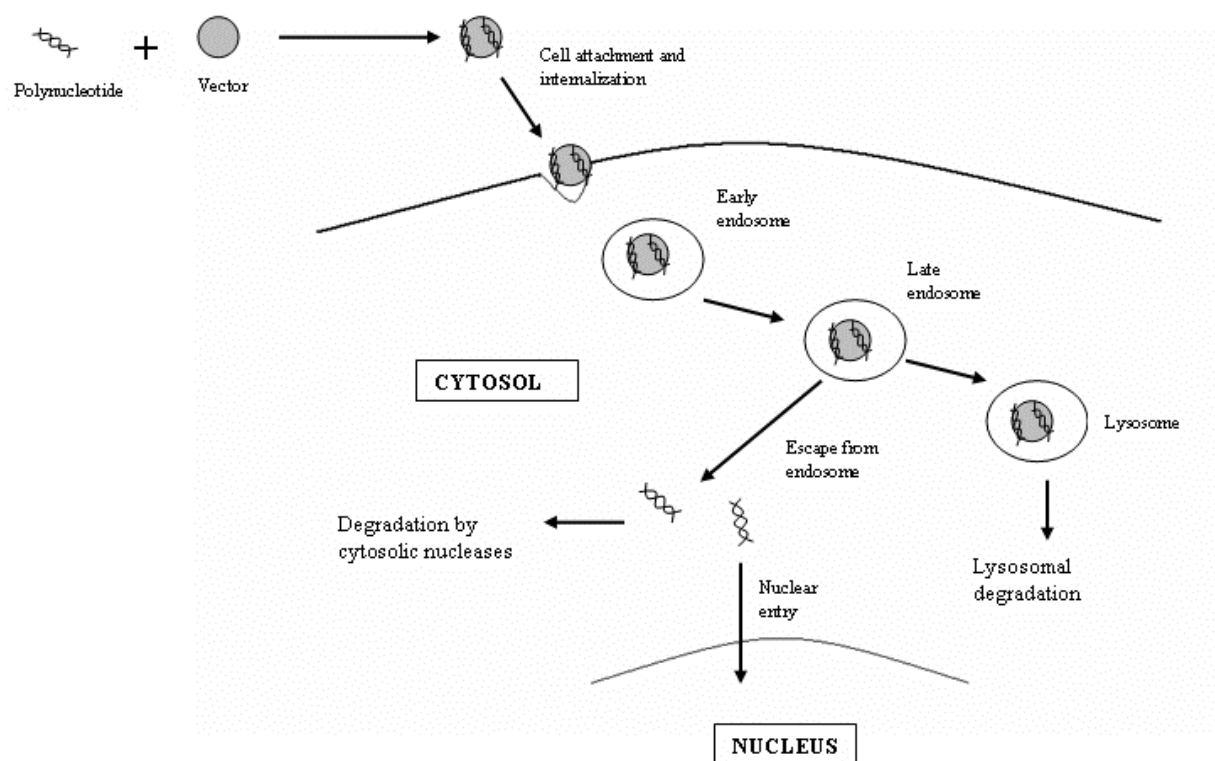 +
Polynucleotide
Vector
Cell attachment and
internalization
Early
endosome
Late
endosome
CYTOSOL
Lysosome
Escape from
endosome
Degradation by
cytosolic nucleases
Lysosomal
degradation
Nuclear
entry
NUCLEUS